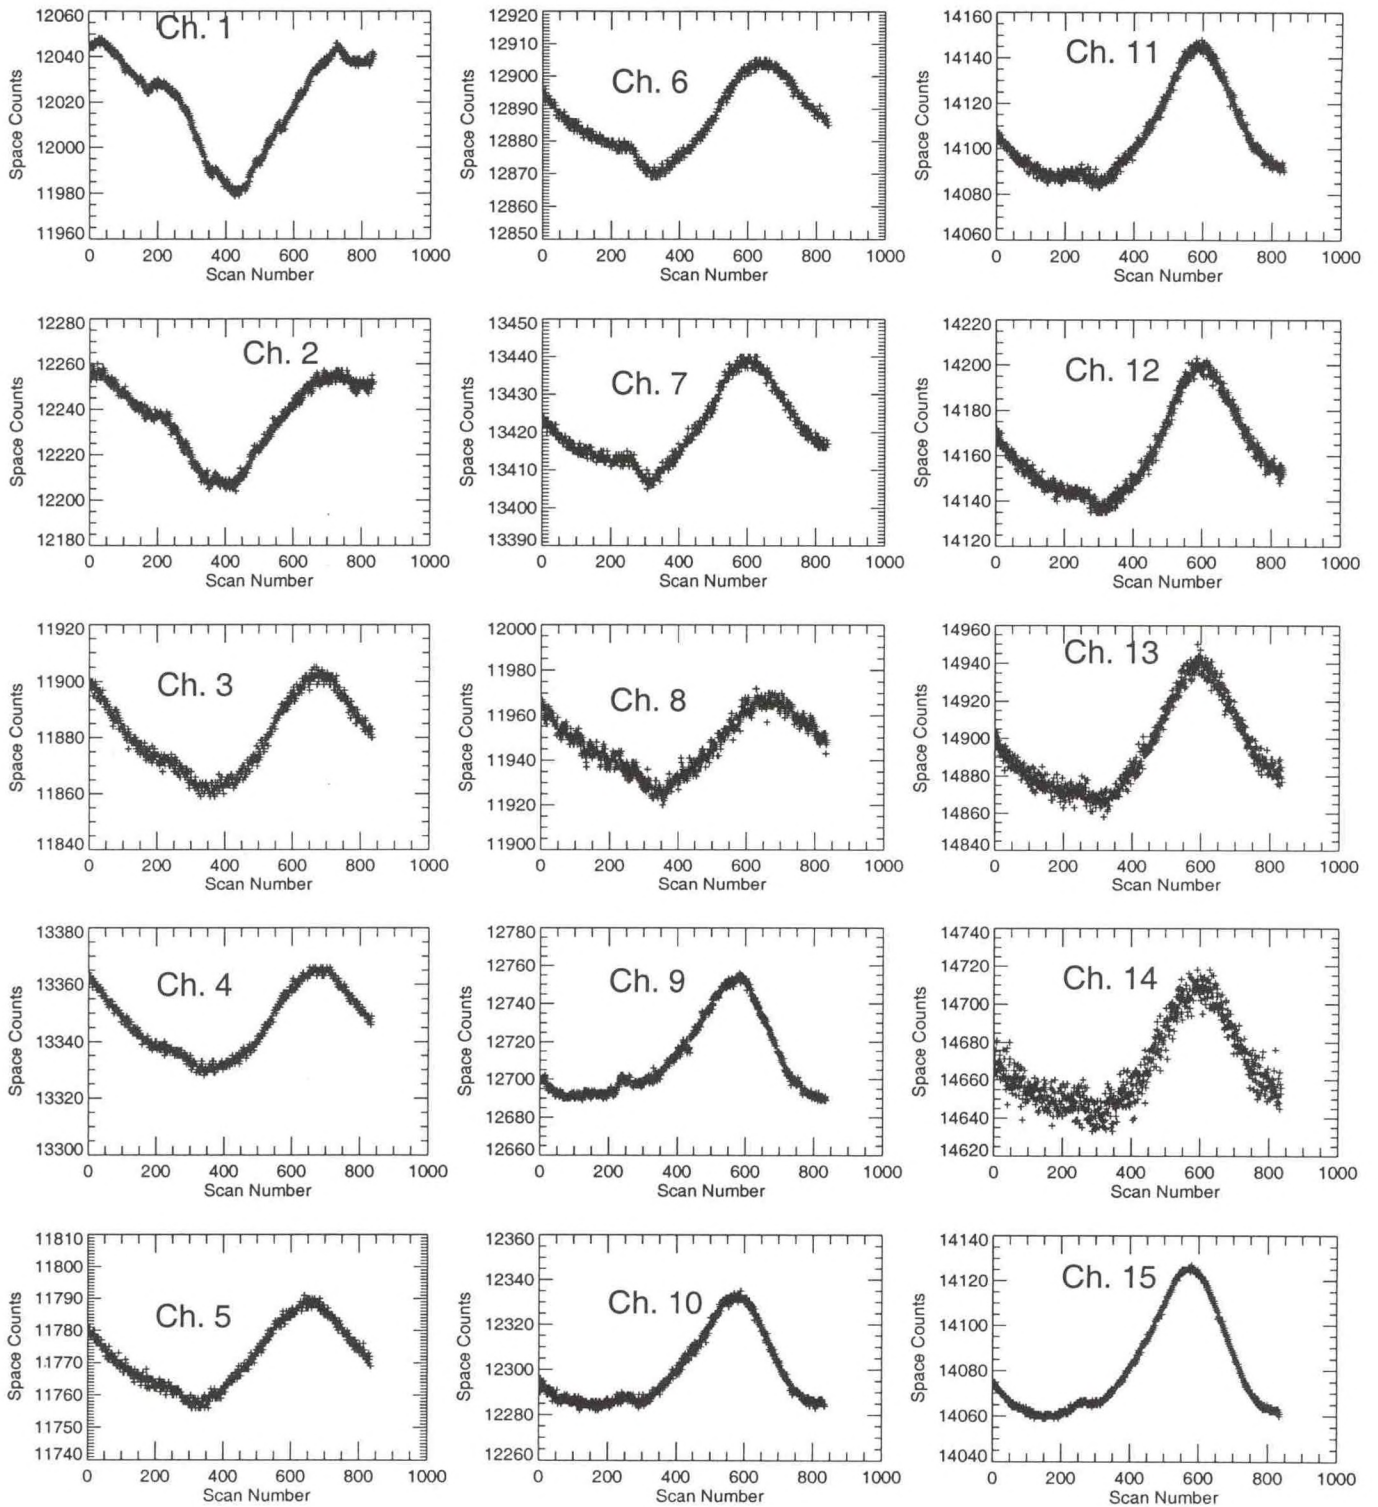 Ch. 1
Space Counts
12060
12040
12020
12000
11980
11960
0 200 400 600 800 1000
Scan Number
Ch. 6
Space Counts
12920
12910
12900
12890
12880
12870
12860
12850
0 200 400 600 800 1000
Scan Number
Ch. 11
Space Counts
14160
14140
14120
14100
14080
14060
0 200 400 600 800 1000
Scan Number
Ch. 2
Space Counts
12280
12260
12240
12220
12200
12180
0 200 400 600 800 1000
Scan Number
Ch. 7
Space Counts
13450
13440
13430
13420
13410
13400
13390
0 200 400 600 800 1000
Scan Number
Ch. 12
Space Counts
14220
14200
14180
14160
14140
14120
0 200 400 600 800 1000
Scan Number
Ch. 3
Space Counts
11920
11900
11880
11860
11840
0 200 400 600 800 1000
Scan Number
Ch. 8
Space Counts
12000
11980
11960
11940
11920
11900
0 200 400 600 800 1000
Scan Number
Ch. 13
Space Counts
14960
14940
14920
14900
14880
14860
14840
0 200 400 600 800 1000
Scan Number
Ch. 4
Space Counts
13380
13360
13340
13320
13300
0 200 400 600 800 1000
Scan Number
Ch. 9
Space Counts
12780
12760
12740
12720
12700
12680
12660
0 200 400 600 800 1000
Scan Number
Ch. 14
Space Counts
14740
14720
14700
14680
14660
14640
14620
0 200 400 600 800 1000
Scan Number
Ch. 5
Space Counts
11810
11800
11790
11780
11770
11760
11750
11740
0 200 400 600 800 1000
Scan Number
Ch. 10
Space Counts
12360
12340
12320
12300
12280
12260
0 200 400 600 800 1000
Scan Number
Ch. 15
Space Counts
14140
14120
14100
14080
14060
14040
0 200 400 600 800 1000
Scan Number